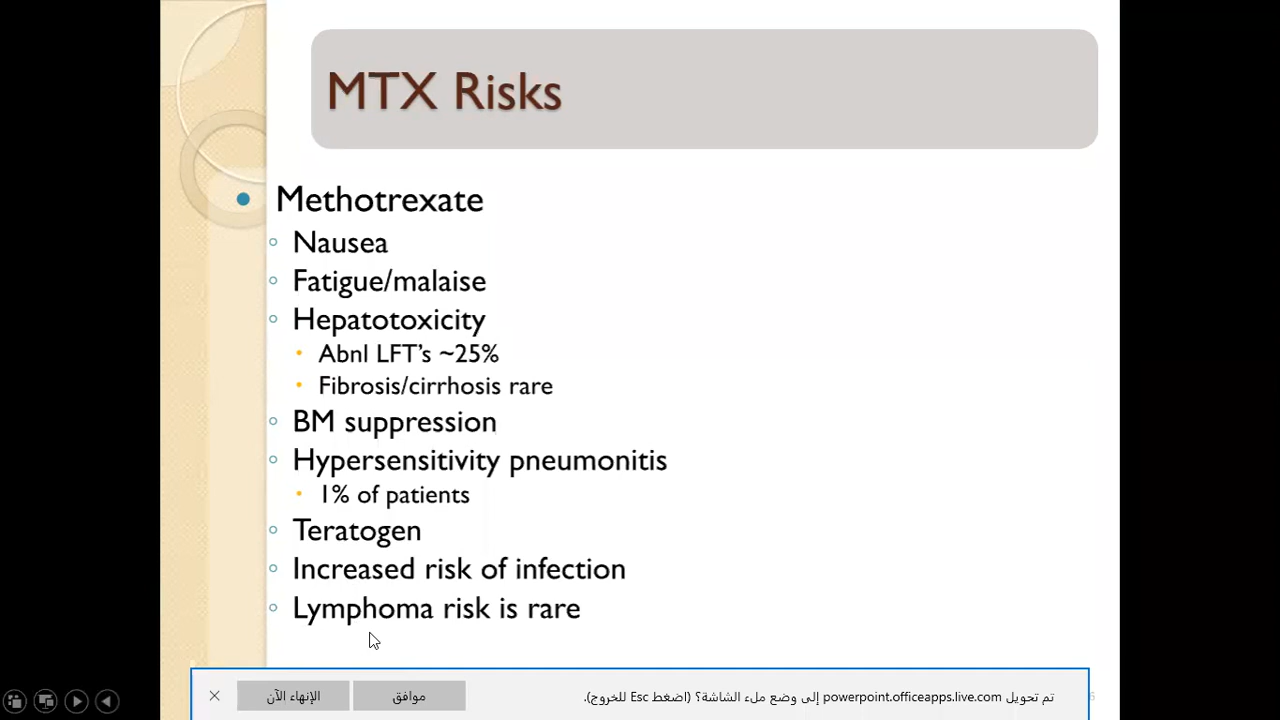 MTX Risks
Methotrexate
Nausea
Fatigue/malaise
Hepatotoxicity
Abnl LFT's ~25%
Fibrosis/cirrhosis rare
BM suppression
Hypersensitivity pneumonitis
1% of patients
Teratogen
Increased risk of infection
Lymphoma risk is rare
تم تحويل powerpoint.officeapps.live.com إلى وضع ملء الشاشة؟ (اضغط Esc للخروج).
موافق
الإنهاء الآن